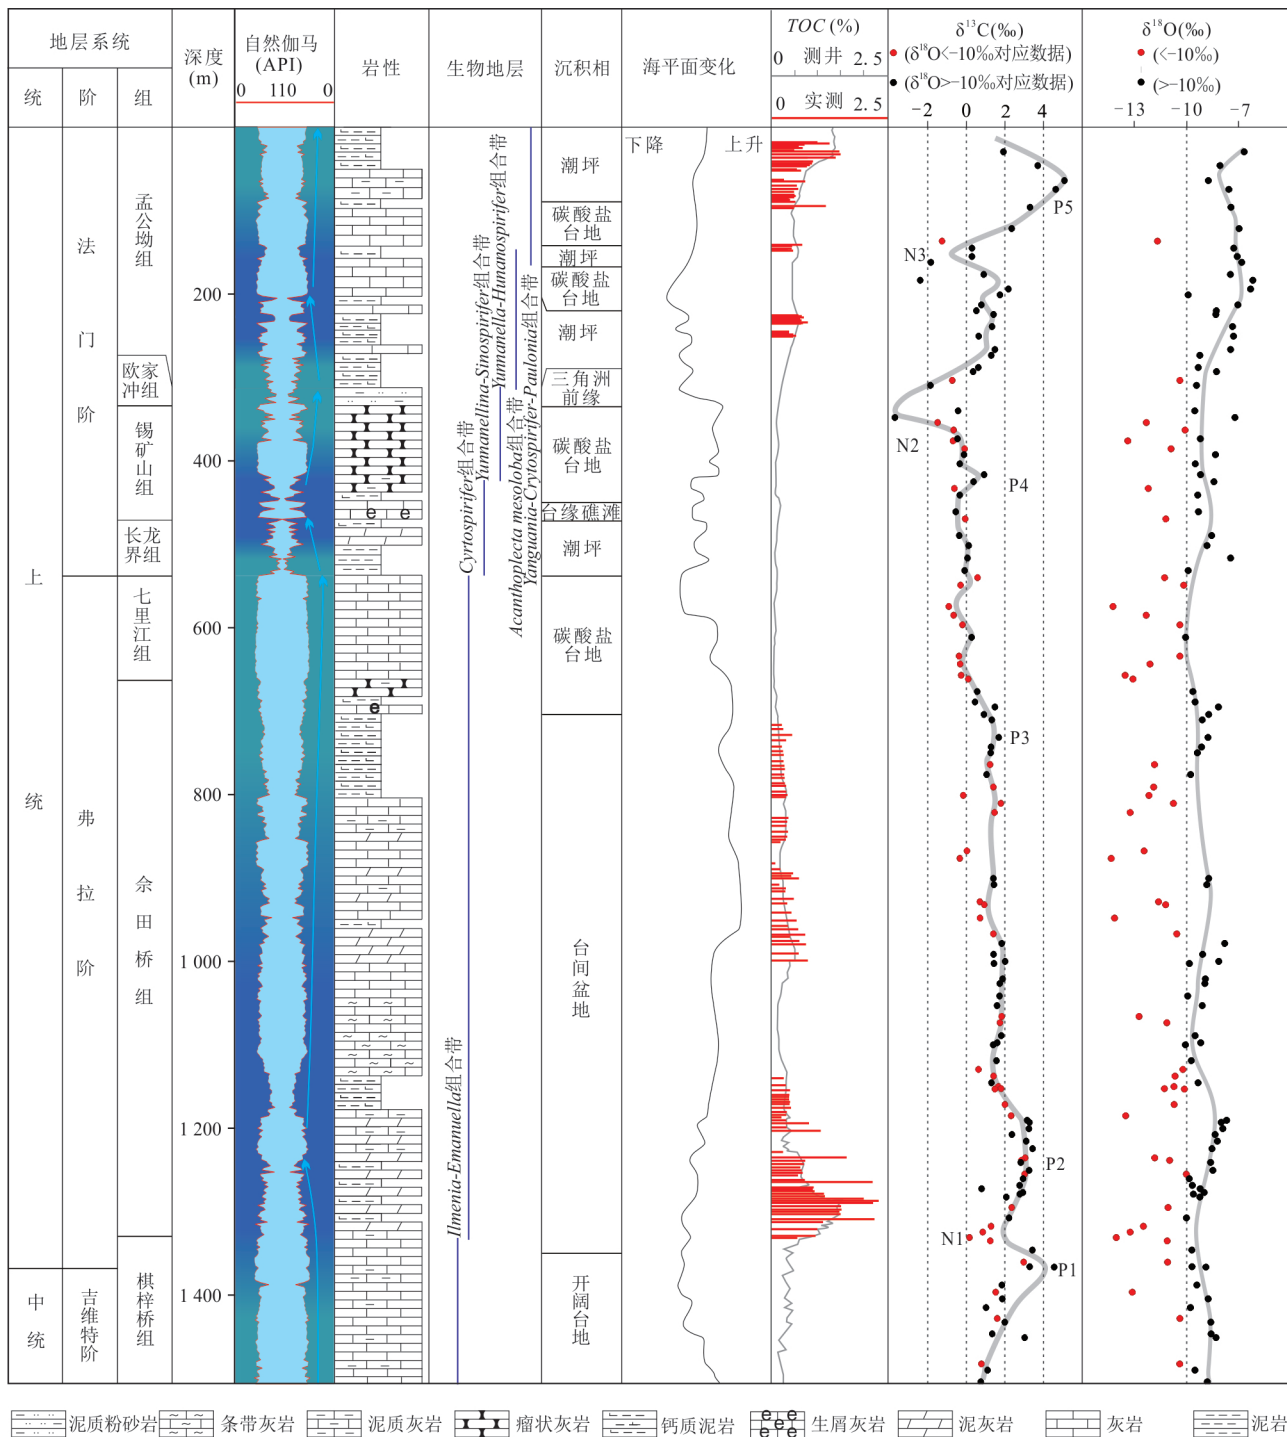 地层系统
统
阶
组
深度
(m)
自然伽马
(API)
0 110 0
岩性
生物地层
沉积相
海平面变化
TOC (%)
0 测井 2.5
0 实测 2.5
δ¹³C(‰)
(δ¹⁸O<-10‰对应数据)
(δ¹⁸O>-10‰对应数据)
−2 0 2 4
δ¹⁸O(‰)
(<-10‰)
(>-10‰)
−13 −10 −7
上统
中统
法门阶
弗拉阶
吉维特阶
孟公坳组
欧家冲组
锡矿山组
长龙界组
七里江组
佘田桥组
棋梓桥组
200
400
600
800
1 000
1 200
1 400
Ilmenia-Emanuella组合带
Cyrtospirifer组合带
Yunnanellina-Sinospirifer组合带
Yunnanella-Hunanospirifer组合带
Acanthoplecta mesoloba组合带
Yanguania-Crytospirifer-Paulonia组合带
潮坪
碳酸盐台地
潮坪
碳酸盐台地
潮坪
三角洲前缘
碳酸盐台地
台缘礁滩
潮坪
碳酸盐台地
台间盆地
开阔台地
下降 上升
P5
N3
N2
P4
P3
P2
N1
P1
e e
e
泥质粉砂岩 条带灰岩 泥质灰岩 瘤状灰岩 钙质泥岩 生屑灰岩 泥灰岩 灰岩 泥岩